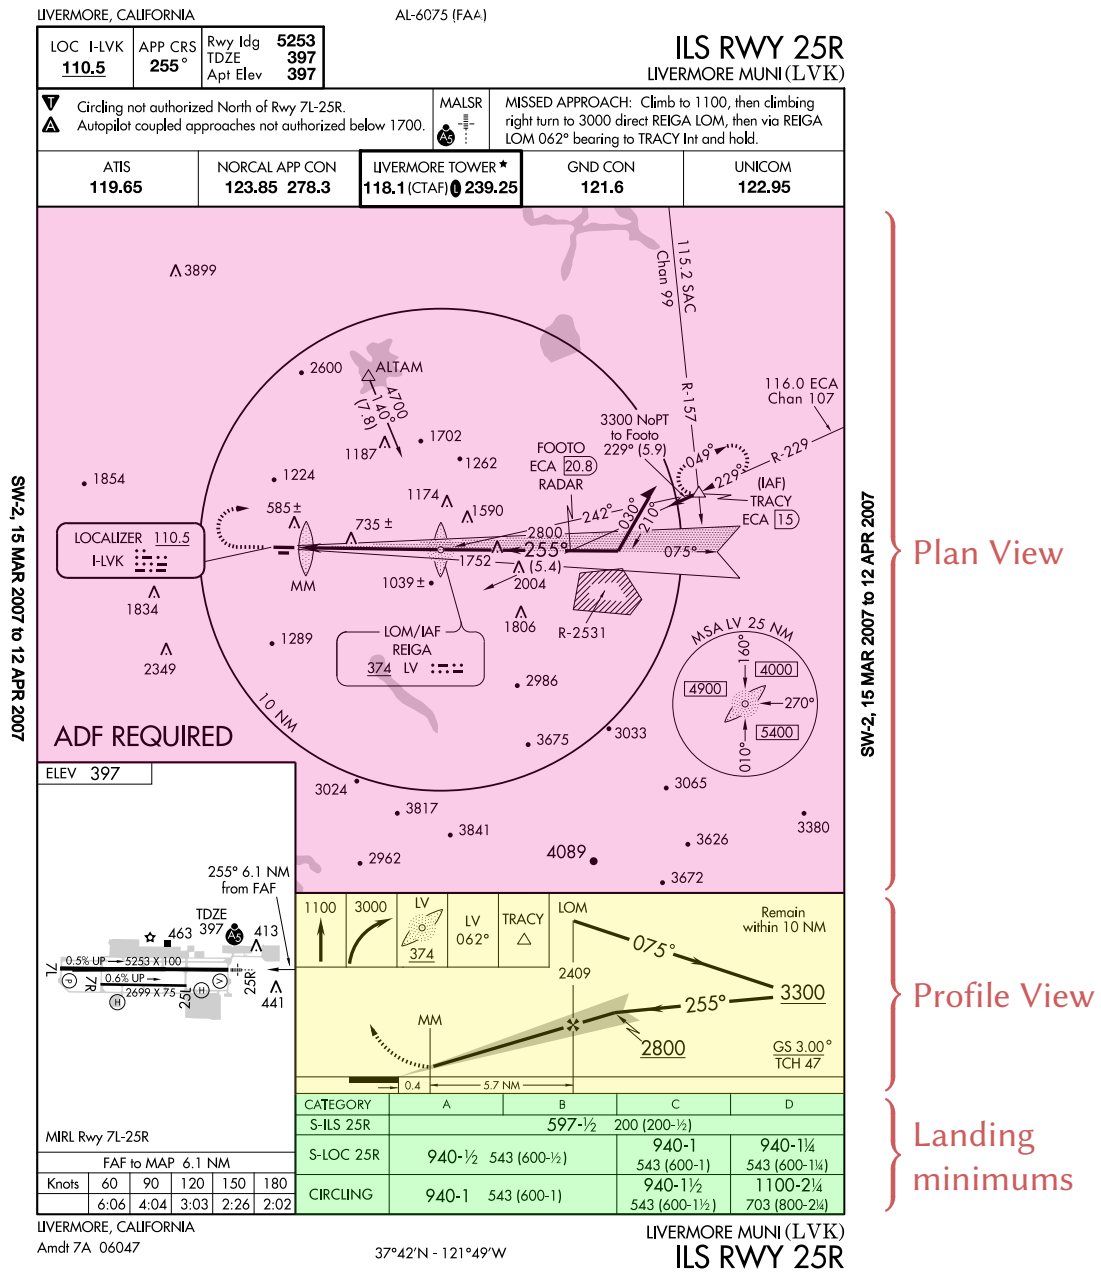 LIVERMORE, CALIFORNIA
AL-6075 (FAA)
LOC I-LVK
110.5
APP CRS
255°
Rwy ldg 5253
TDZE 397
Apt Elev 397
ILS RWY 25R
LIVERMORE MUNI (LVK)
T
A
Circling not authorized North of Rwy 7L-25R.
Autopilot coupled approaches not authorized below 1700.
MALSR
A5
MISSED APPROACH: Climb to 1100, then climbing
right turn to 3000 direct REIGA LOM, then via REIGA
LOM 062° bearing to TRACY Int and hold.
ATIS
119.65
NORCAL APP CON
123.85 278.3
LIVERMORE TOWER ★
118.1 (CTAF) L 239.25
GND CON
121.6
UNICOM
122.95
3899
115.2 SAC
Chan 99
R-157
2600
ALTAM
4700
140°
(7.8)
116.0 ECA
Chan 107
R-229
3300 NoPT
to Footo
229° (5.9)
049°
229°
1702
1187
1262
FOOTO
ECA 20.8
RADAR
(IAF)
TRACY
ECA 15
1854
1224
1174
1590
585 ±
735 ±
242°
030°
210°
2800
255°
075°
LOCALIZER 110.5
I-LVK
MM
1752
(5.4)
2004
1039 ±
1834
1806
R-2531
2349
1289
LOM/IAF
REIGA
374 LV
MSA LV 25 NM
160°
4000
4900
270°
5400
010°
2986
10 NM
ADF REQUIRED
3675
3033
3024
3065
3817
3841
3380
3626
2962
4089
3672
SW-2, 15 MAR 2007 to 12 APR 2007
SW-2, 15 MAR 2007 to 12 APR 2007
Plan View
ELEV 397
255° 6.1 NM
from FAF
TDZE
397
A5
463
413
0.5% UP
5253 X 100
0.6% UP
2699 X 75
7L
7R
25L
25R
P
H
H
V
441
MIRL Rwy 7L-25R
FAF to MAP 6.1 NM
Knots 60 90 120 150 180
6:06 4:04 3:03 2:26 2:02
1100
3000
LV
374
LV
062°
TRACY
LOM
Remain
within 10 NM
075°
2409
255°
3300
MM
2800
GS 3.00°
TCH 47
0.4
5.7 NM
Profile View
CATEGORY A B C D
S-ILS 25R 597-½ 200 (200-½)
S-LOC 25R 940-½ 543 (600-½) 940-1 543 (600-1) 940-1¼ 543 (600-1¼)
CIRCLING 940-1 543 (600-1) 940-1½ 543 (600-1½) 1100-2¼ 703 (800-2¼)
Landing
minimums
LIVERMORE, CALIFORNIA
Amdt 7A 06047
37°42'N - 121°49'W
LIVERMORE MUNI (LVK)
ILS RWY 25R